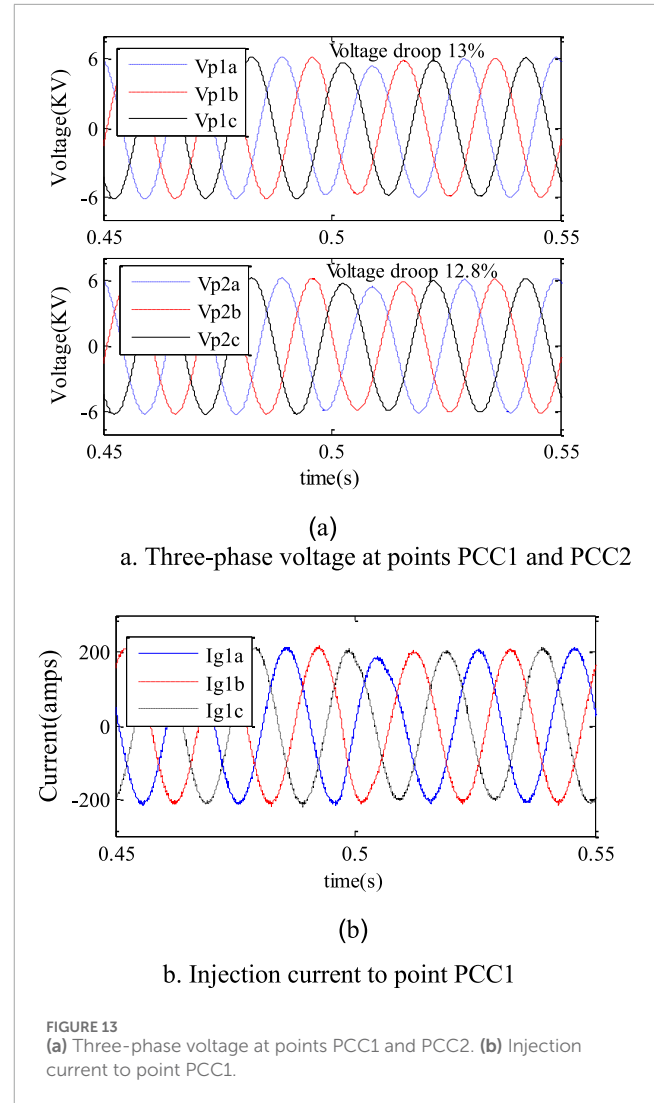 Voltage droop 13%
Vp1a
Vp1b
Vp1c
Voltage(KV)
6
0
-6
0.45
0.5
0.55
Voltage droop 12.8%
Vp2a
Vp2b
Vp2c
Voltage(KV)
6
0
-6
0.45
0.5
0.55
time(s)
(a)
a. Three-phase voltage at points PCC1 and PCC2
Ig1a
Ig1b
Ig1c
Current(amps)
200
0
-200
0.45
0.5
0.55
time(s)
(b)
b. Injection current to point PCC1
FIGURE 13
(a) Three-phase voltage at points PCC1 and PCC2. (b) Injection
current to point PCC1.